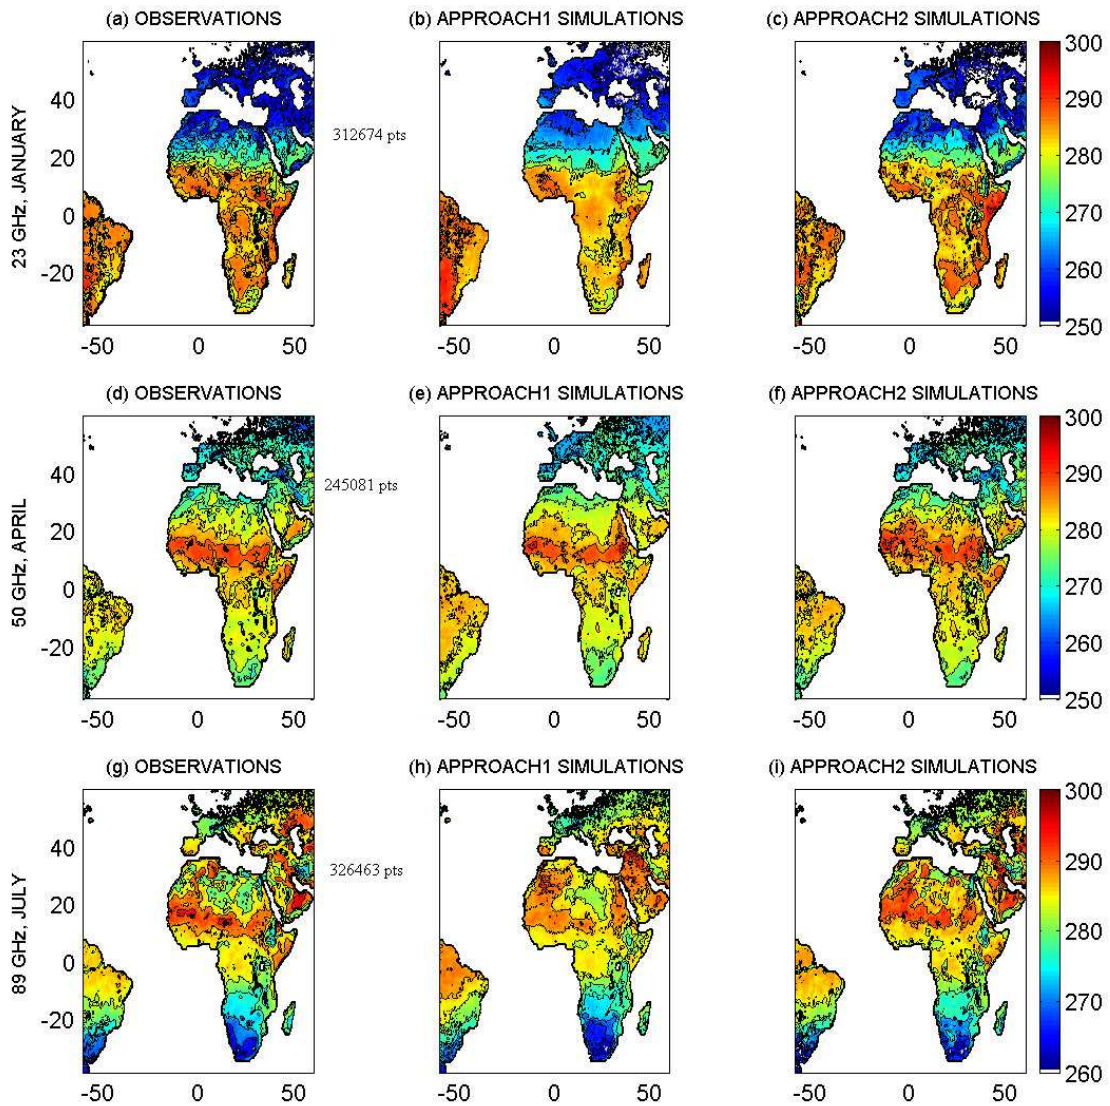 (a) OBSERVATIONS (b) APPROACH1 SIMULATIONS (c) APPROACH2 SIMULATIONS
23 GHz, JANUARY
40
20
0
-20
312674 pts
300
290
280
270
260
250
-50 0 50 -50 0 50 -50 0 50
(d) OBSERVATIONS (e) APPROACH1 SIMULATIONS (f) APPROACH2 SIMULATIONS
50 GHz, APRIL
40
20
0
-20
245081 pts
300
290
280
270
260
250
-50 0 50 -50 0 50 -50 0 50
(g) OBSERVATIONS (h) APPROACH1 SIMULATIONS (i) APPROACH2 SIMULATIONS
89 GHz, JULY
40
20
0
-20
326463 pts
300
290
280
270
260
-50 0 50 -50 0 50 -50 0 50